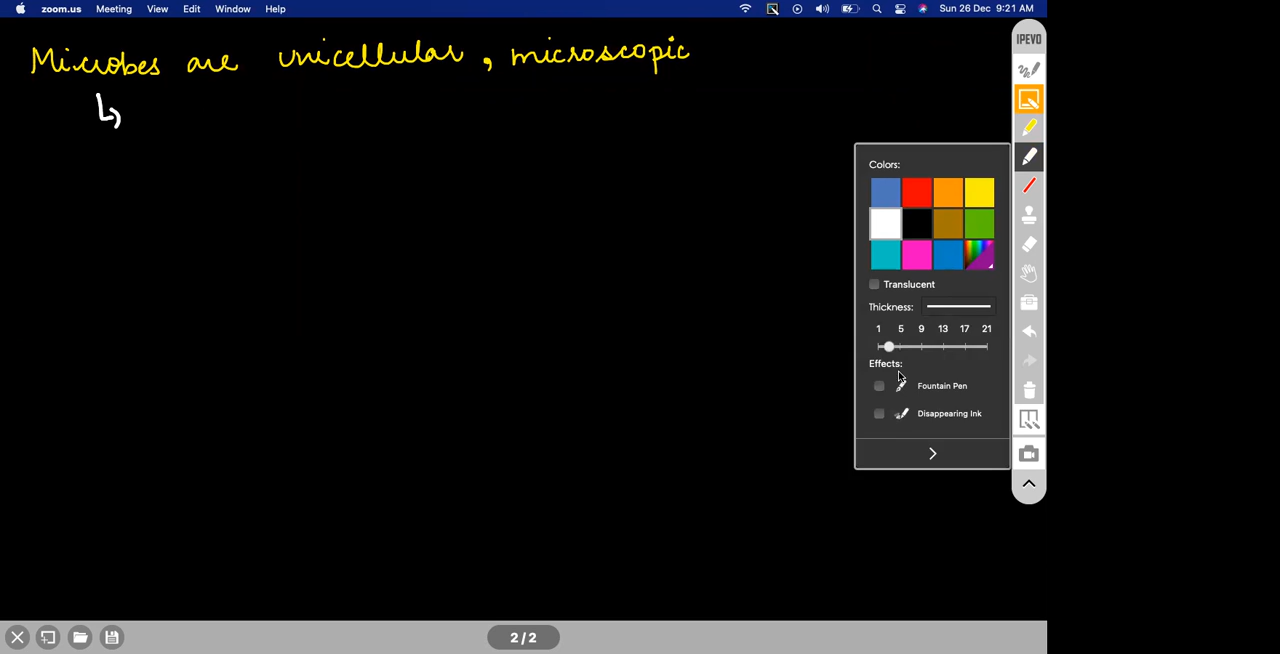 zoom.us Meeting View Edit Window Help Sun 26 Dec 9:21 AM
Microbes are unicellular, microscopic
IPEVO
Colors:
Translucent
Thickness:
1 5 9 13 17 21
Effects:
Fountain Pen
Disappearing Ink
2/2